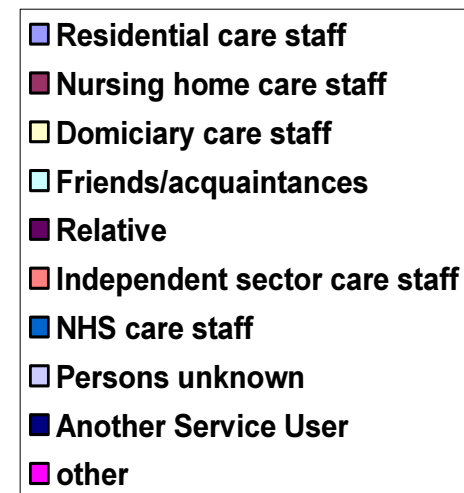 Residential care staff
Nursing home care staff
Domiciary care staff
Friends/acquaintances
Relative
Independent sector care staff
NHS care staff
Persons unknown
Another Service User
other